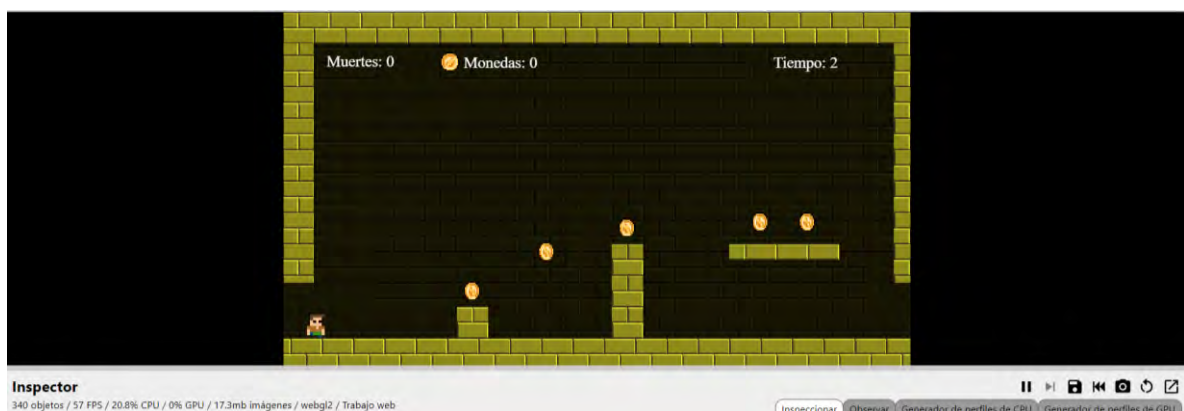 Muertes: 0 Monedas: 0 Tiempo: 2
Inspector
340 objetos / 57 FPS / 20.8% CPU / 0% GPU / 17.3mb imágenes / webgl2 / Trabajo web
Inspeccionar Observar Generador de perfiles de CPU Generador de perfiles de GPU